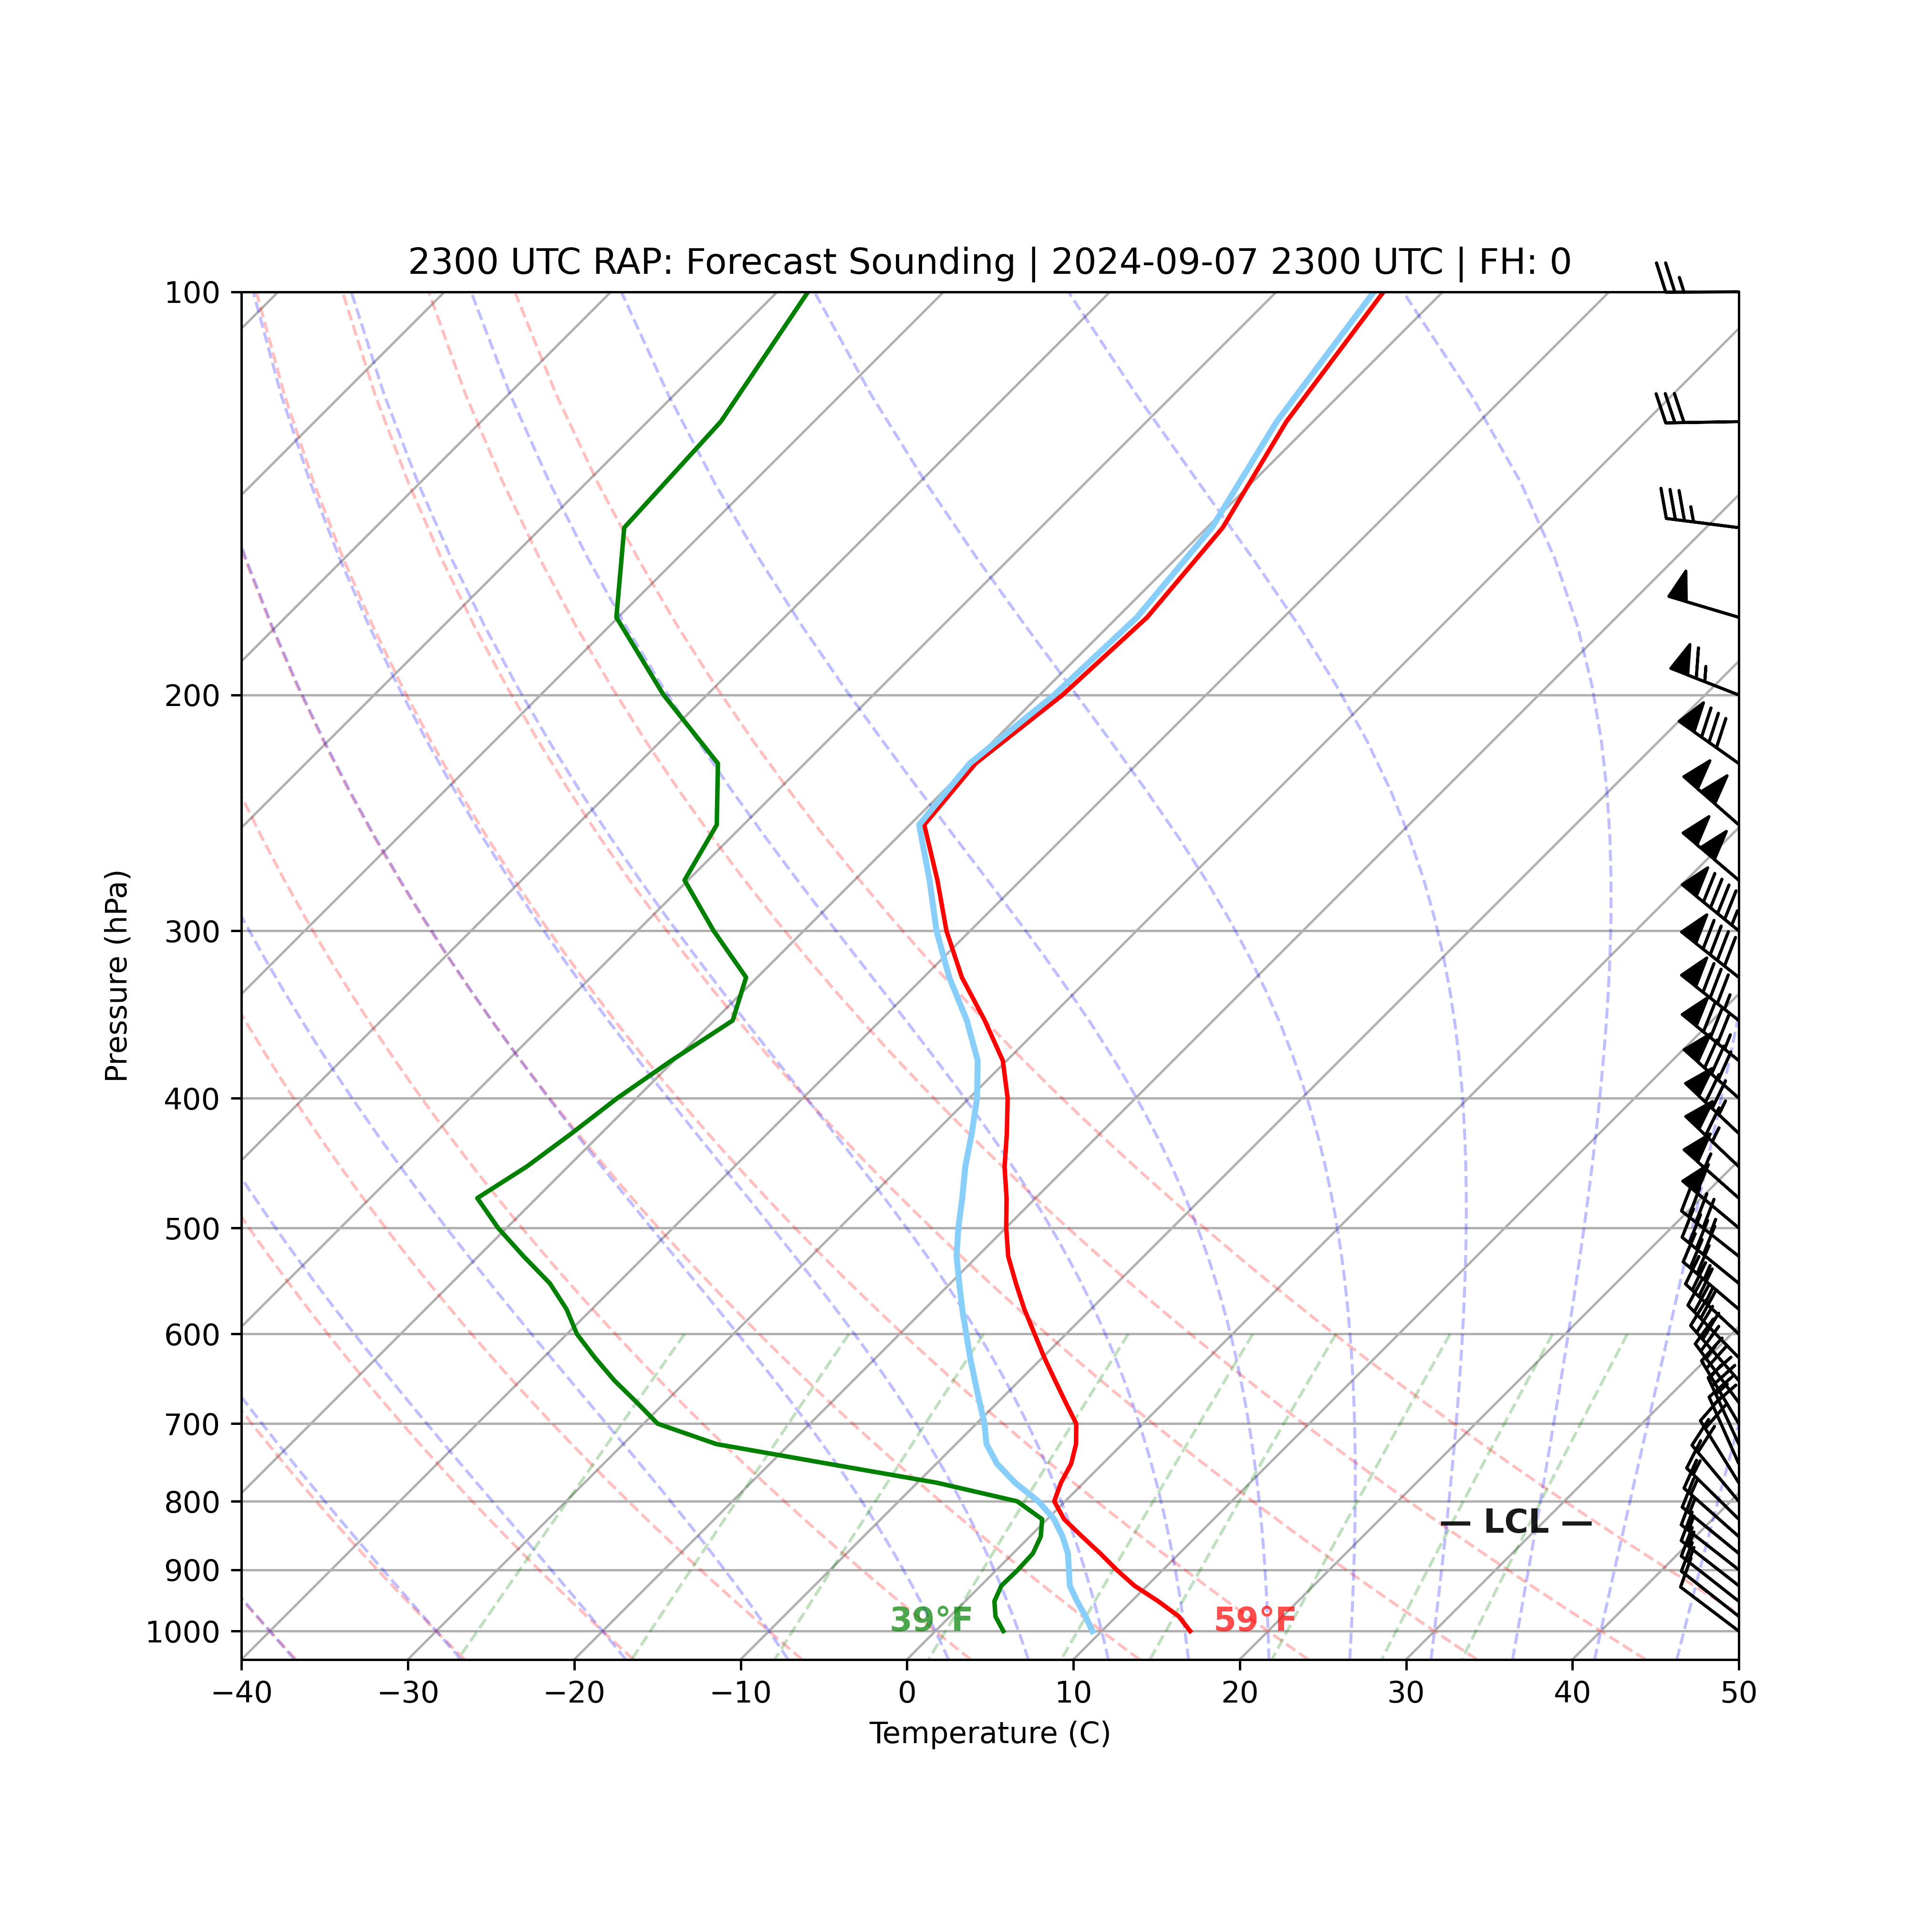 2300 UTC RAP: Forecast Sounding | 2024-09-07 2300 UTC | FH: 0
100
200
300
400
500
600
700
800
900
1000
Pressure (hPa)
— LCL —
39°F
59°F
−40 −30 −20 −10 0 10 20 30 40 50
Temperature (C)